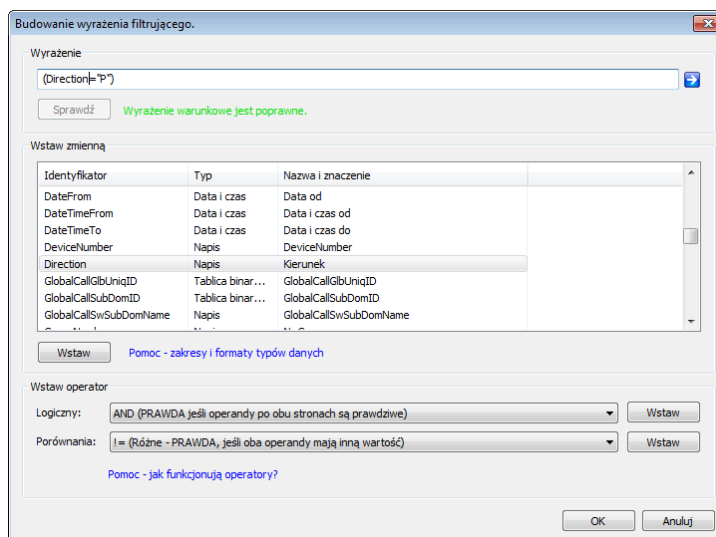 Budowanie wyrażenia filtrującego.
Wyrażenie
(Direction="P")
Sprawdź Wyrażenie warunkowe jest poprawne.
Wstaw zmienną
Identyfikator Typ Nazwa i znaczenie
DateFrom Data i czas Data od
DateTimeFrom Data i czas Data i czas od
DateTimeTo Data i czas Data i czas do
DeviceNumber Napis DeviceNumber
Direction Napis Kierunek
GlobalCallGlbUniqID Tablica binar... GlobalCallGlbUniqID
GlobalCallSubDomID Tablica binar... GlobalCallSubDomID
GlobalCallSwSubDomName Napis GlobalCallSwSubDomName
Wstaw Pomoc - zakresy i formaty typów danych
Wstaw operator
Logiczny: AND (PRAWDA jeśli operandy po obu stronach są prawdziwe) Wstaw
Porównania: != (Różne - PRAWDA, jeśli oba operandy mają inną wartość) Wstaw
Pomoc - jak funkcjonują operatory?
OK Anuluj